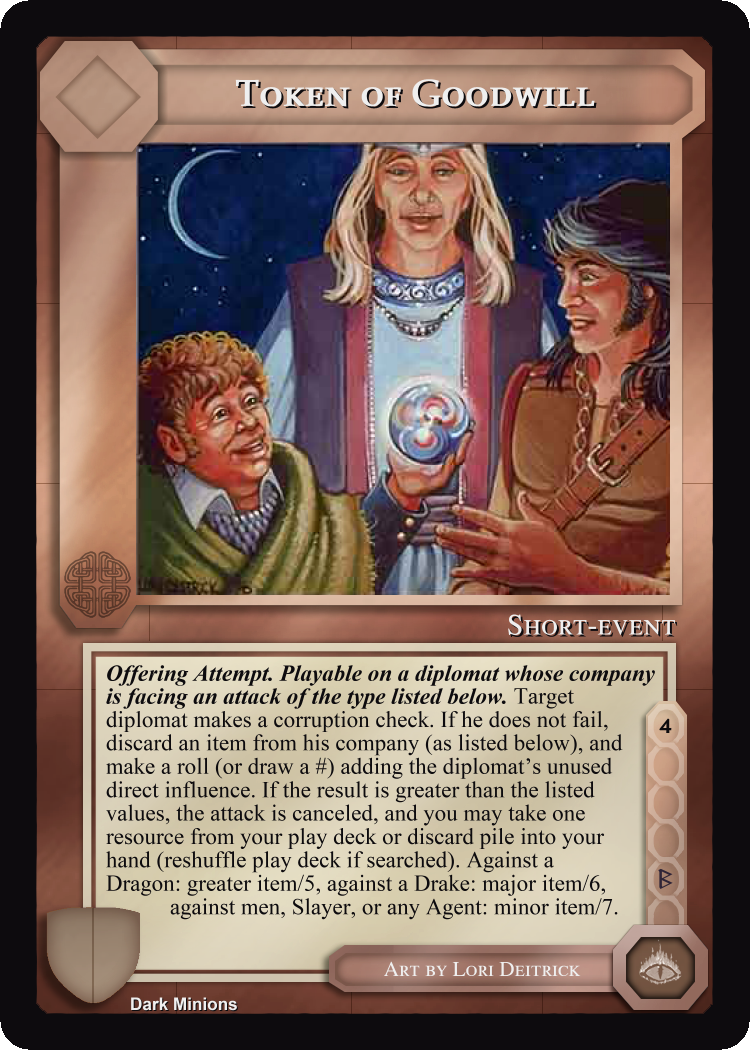 Token of Goodwill
Short-event
Offering Attempt. Playable on a diplomat whose company
is facing an attack of the type listed below. Target
diplomat makes a corruption check. If he does not fail,
discard an item from his company (as listed below), and
make a roll (or draw a #) adding the diplomat's unused
direct influence. If the result is greater than the listed
values, the attack is canceled, and you may take one
resource from your play deck or discard pile into your
hand (reshuffle play deck if searched). Against a
Dragon: greater item/5, against a Drake: major item/6,
against men, Slayer, or any Agent: minor item/7.
4
Art by Lori Deitrick
Dark Minions